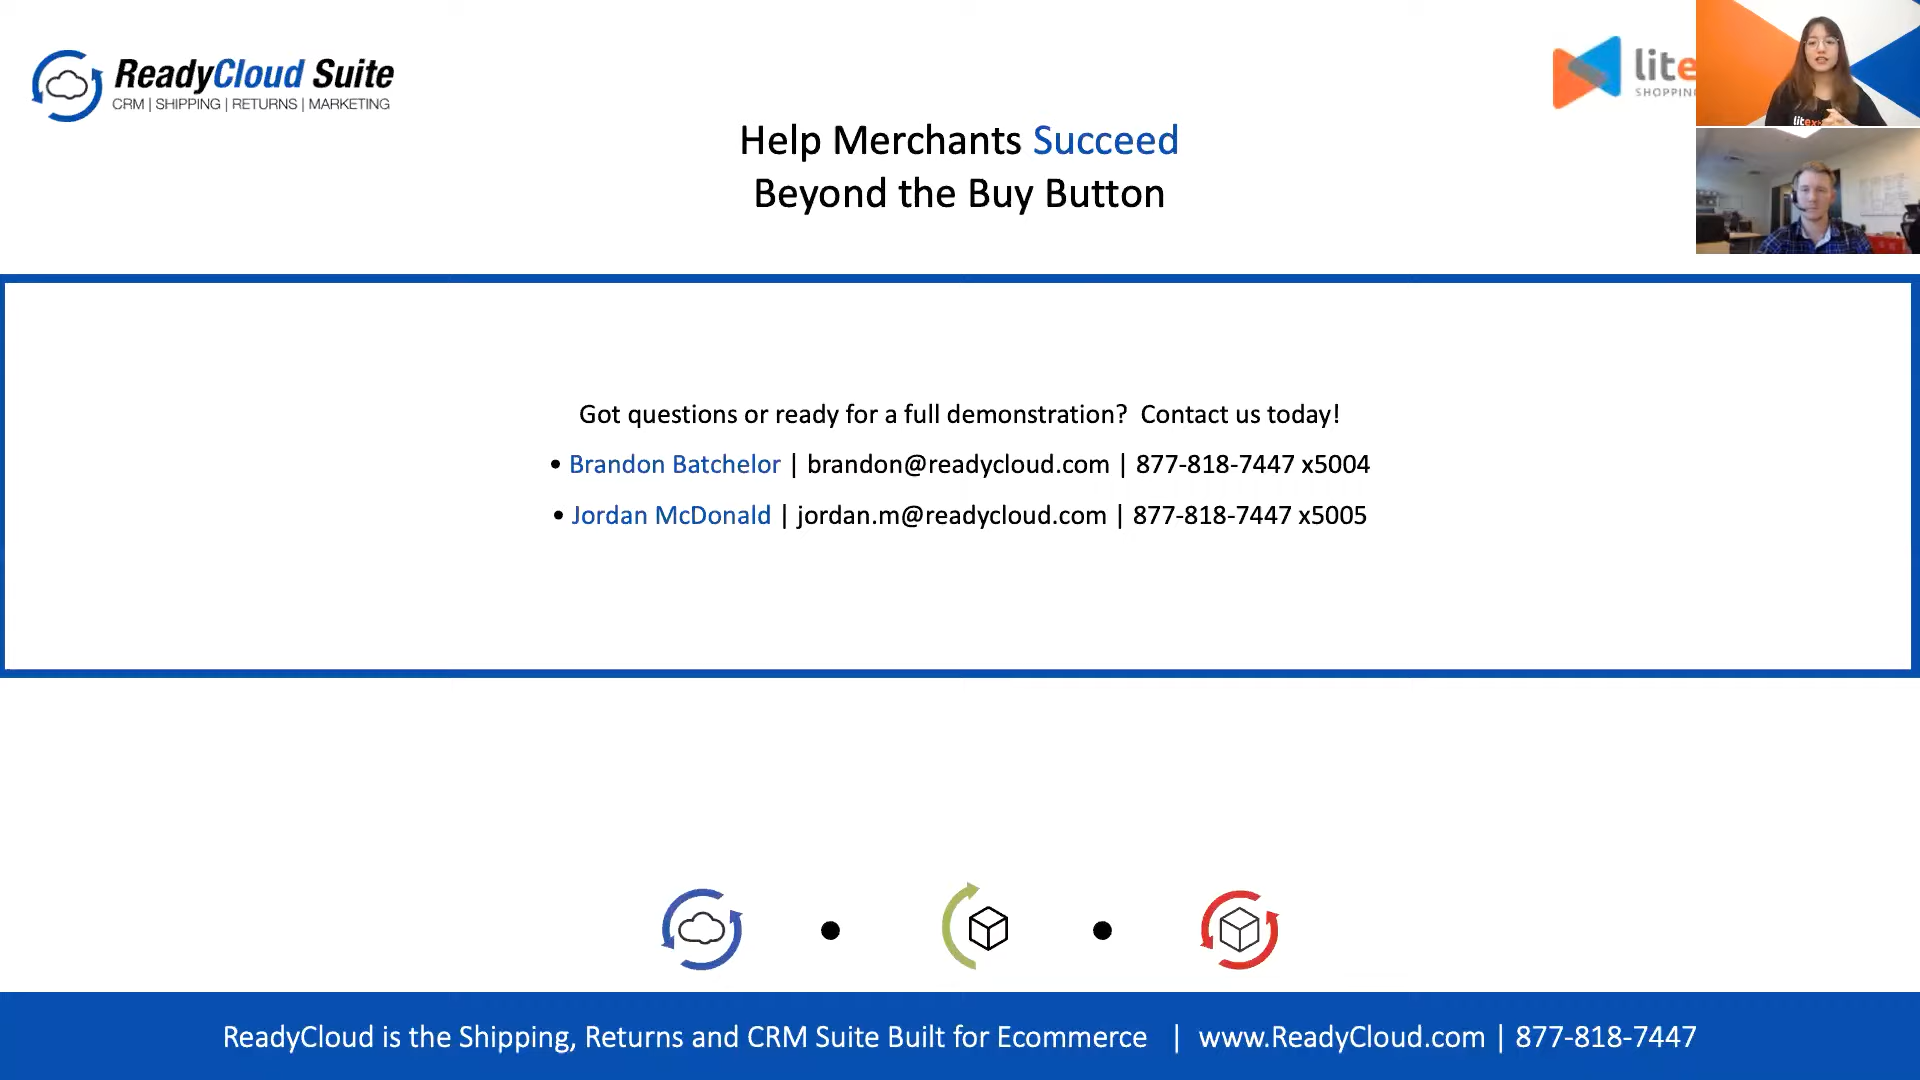 ReadyCloud Suite
CRM | SHIPPING | RETURNS | MARKETING
lite
SHOPPING
Help Merchants Succeed
Beyond the Buy Button
Got questions or ready for a full demonstration?  Contact us today!
• Brandon Batchelor | brandon@readycloud.com | 877-818-7447 x5004
• Jordan McDonald | jordan.m@readycloud.com | 877-818-7447 x5005
ReadyCloud is the Shipping, Returns and CRM Suite Built for Ecommerce | www.ReadyCloud.com | 877-818-7447